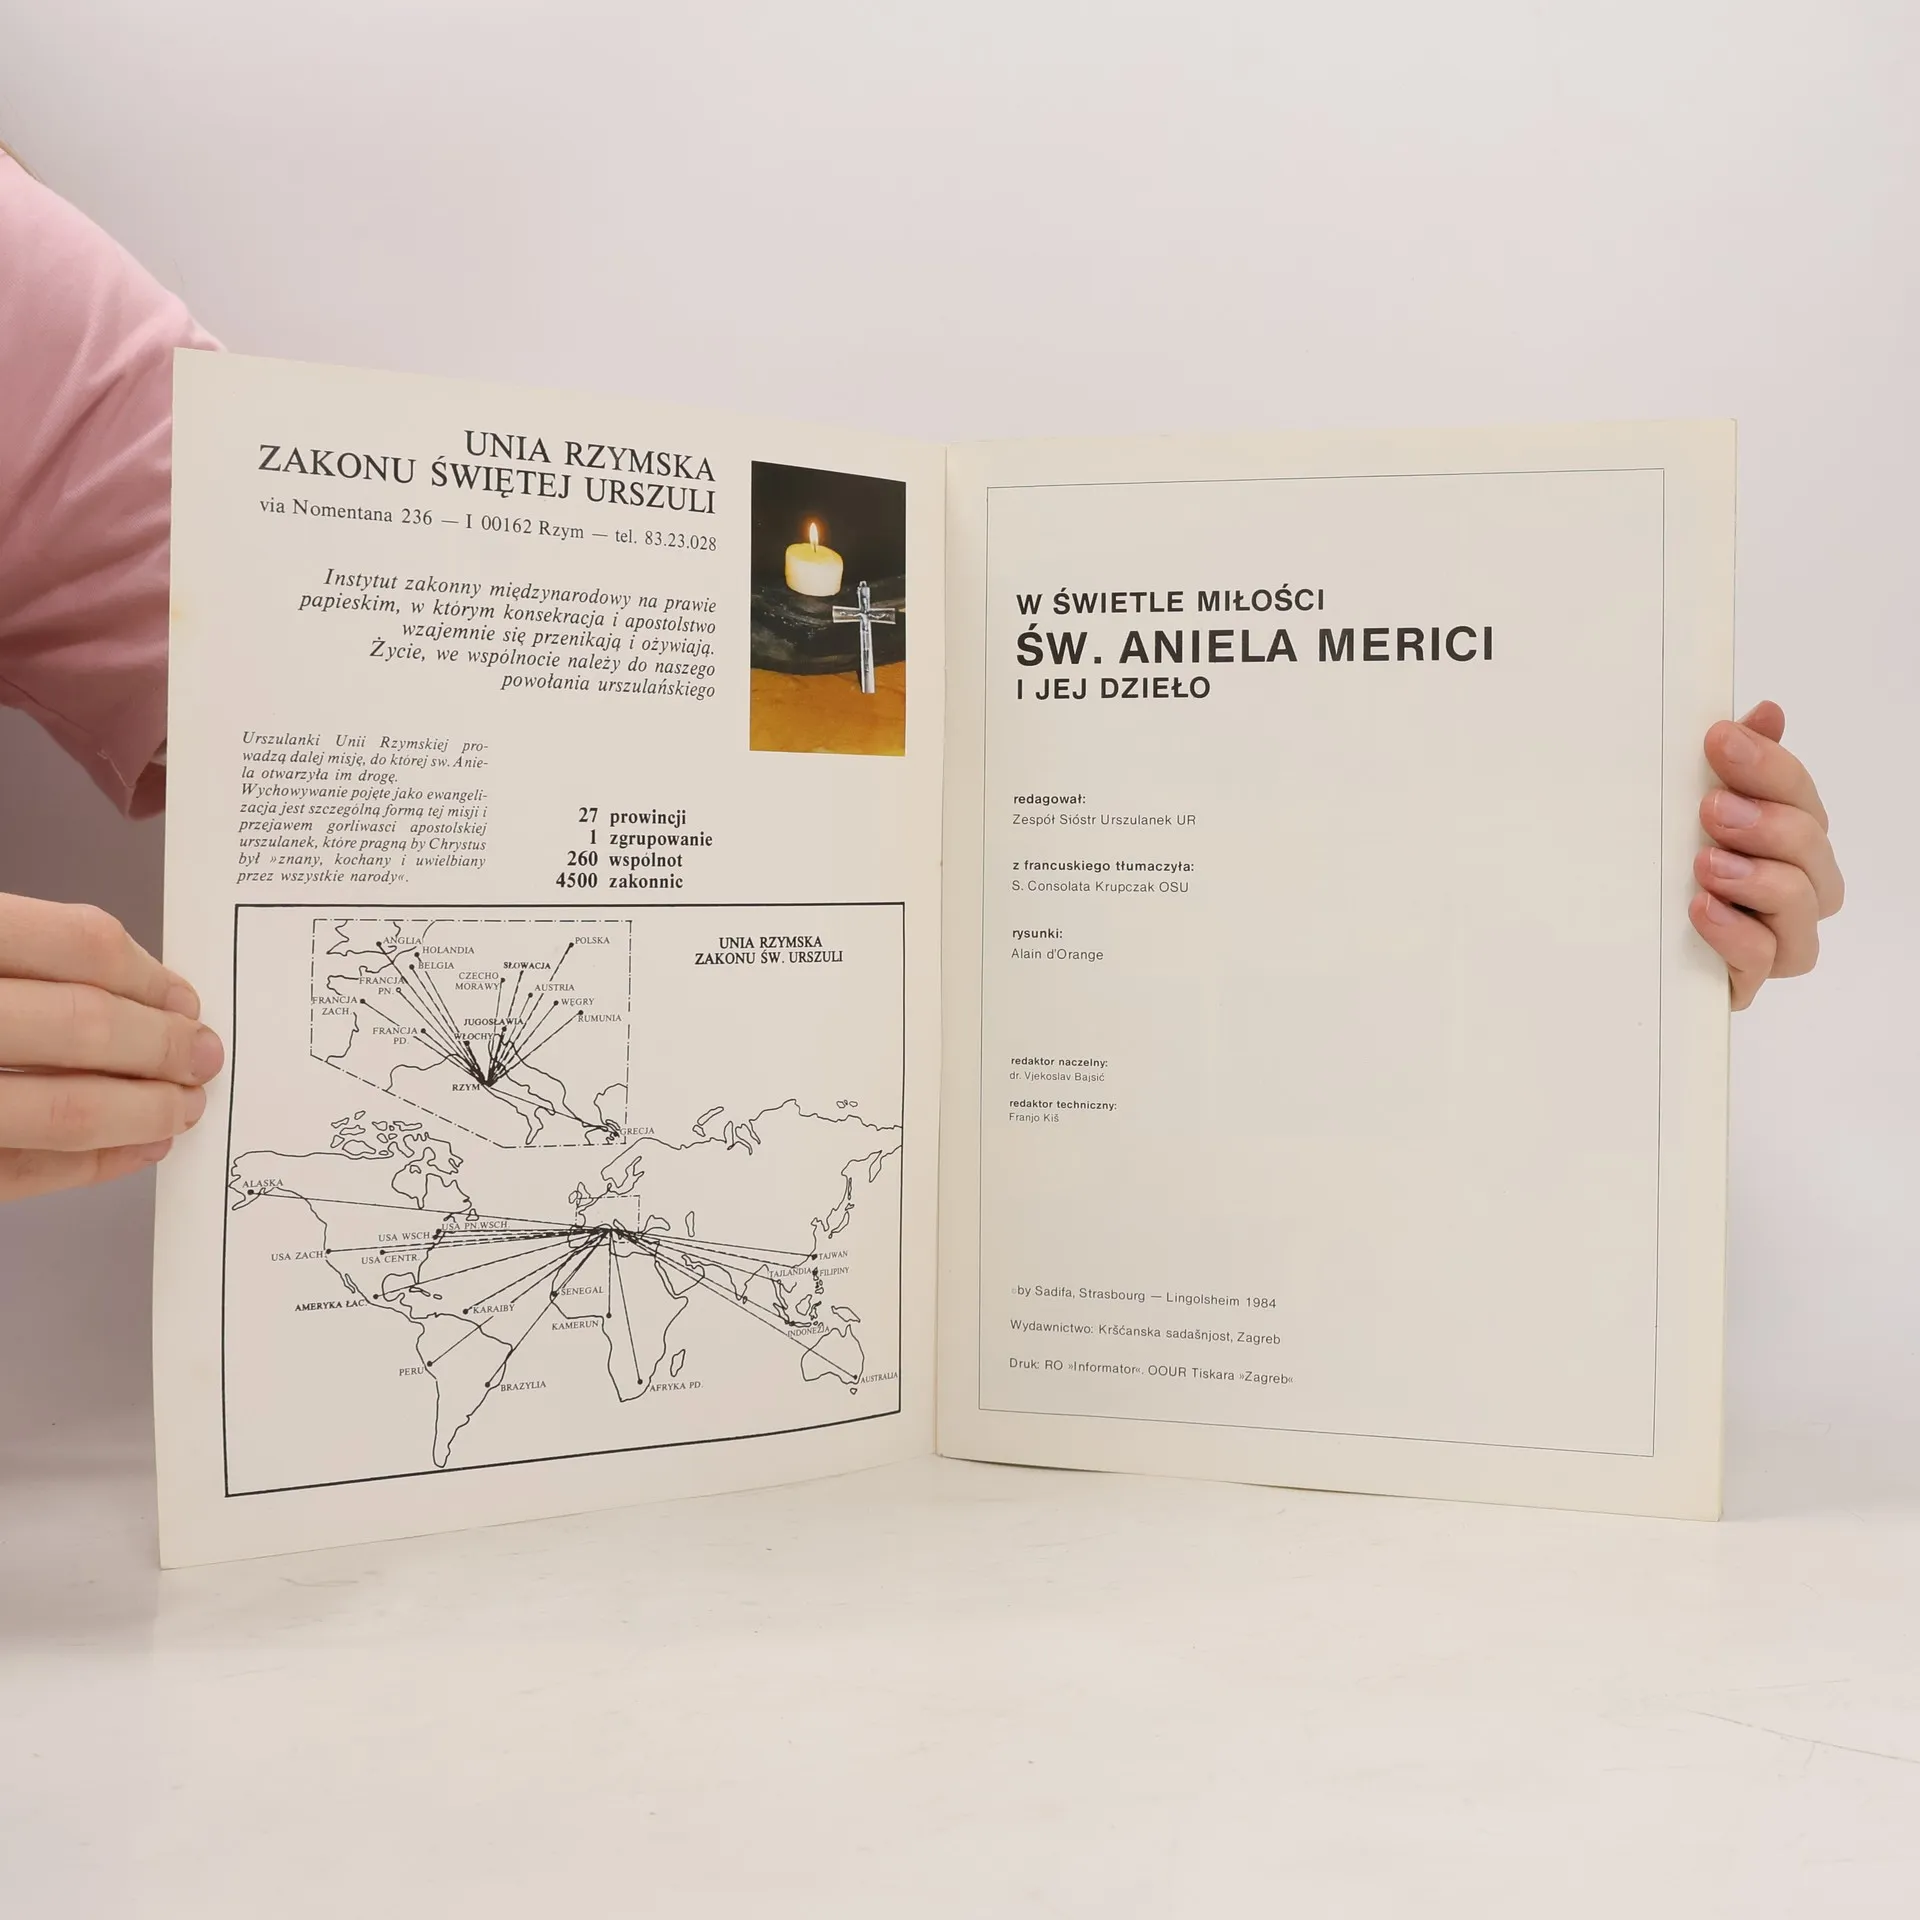 UNIA RZYMSKA
ZAKONU ŚWIĘTEJ URSZULI
via Nomentana 236 — I 00162 Rzym — tel. 83.23.028
Instytut zakonny międzynarodowy na prawie
papieskim, w którym konsekracja i apostolstwo
wzajemnie się przenikają i ożywiają.
Życie, we wspólnocie należy do naszego
powołania urszulańskiego
Urszulanki Unii Rzymskiej pro-
wadzą dalej misję, do której sw. Anie-
la otwarzyła im drogę.
Wychowywanie pojęte jako ewangeli-
zacja jest szczególną formą tej misji i
przejawem gorliwasci apostolskiej
urszulanek, które pragną by Chrystus
był »znany, kochany i uwielbiany
przez wszystkie narody«.
27 prowincji
1 zgrupowanie
260 wspólnot
4500 zakonnic
UNIA RZYMSKA
ZAKONU ŚW. URSZULI
ANGLIA
HOLANDIA
BELGIA
POLSKA
SŁOWACJA
CZECHO
MORAWY
FRANCJA
PN.
AUSTRIA
FRANCJA
ZACH.
WĘGRY
RUMUNIA
JUGOSŁAWIA
FRANCJA
PD.
WŁOCHY
RZYM
GRECJA
ALASKA
USA PN.WSCH.
USA WSCH.
USA ZACH.
USA CENTR.
TAJWAN
TAJLANDIA
FILIPINY
AMERYKA ŁAC.
KARAIBY
SENEGAL
KAMERUN
INDONEZJA
PERU
BRAZYLIA
AFRYKA PD.
AUSTRALIA
W ŚWIETLE MIŁOŚCI
ŚW. ANIELA MERICI
I JEJ DZIEŁO
redagował:
Zespół Sióstr Urszulanek UR
z francuskiego tłumaczyła:
S. Consolata Krupczak OSU
rysunki:
Alain d'Orange
redaktor naczelny:
dr. Vjekoslav Bajsić
redaktor techniczny:
Franjo Kiš
©by Sadifa, Strasbourg — Lingolsheim 1984
Wydawnictwo: Kršćanska sadašnjost, Zagreb
Druk: RO »Informator«. OOUR Tiskara »Zagreb«